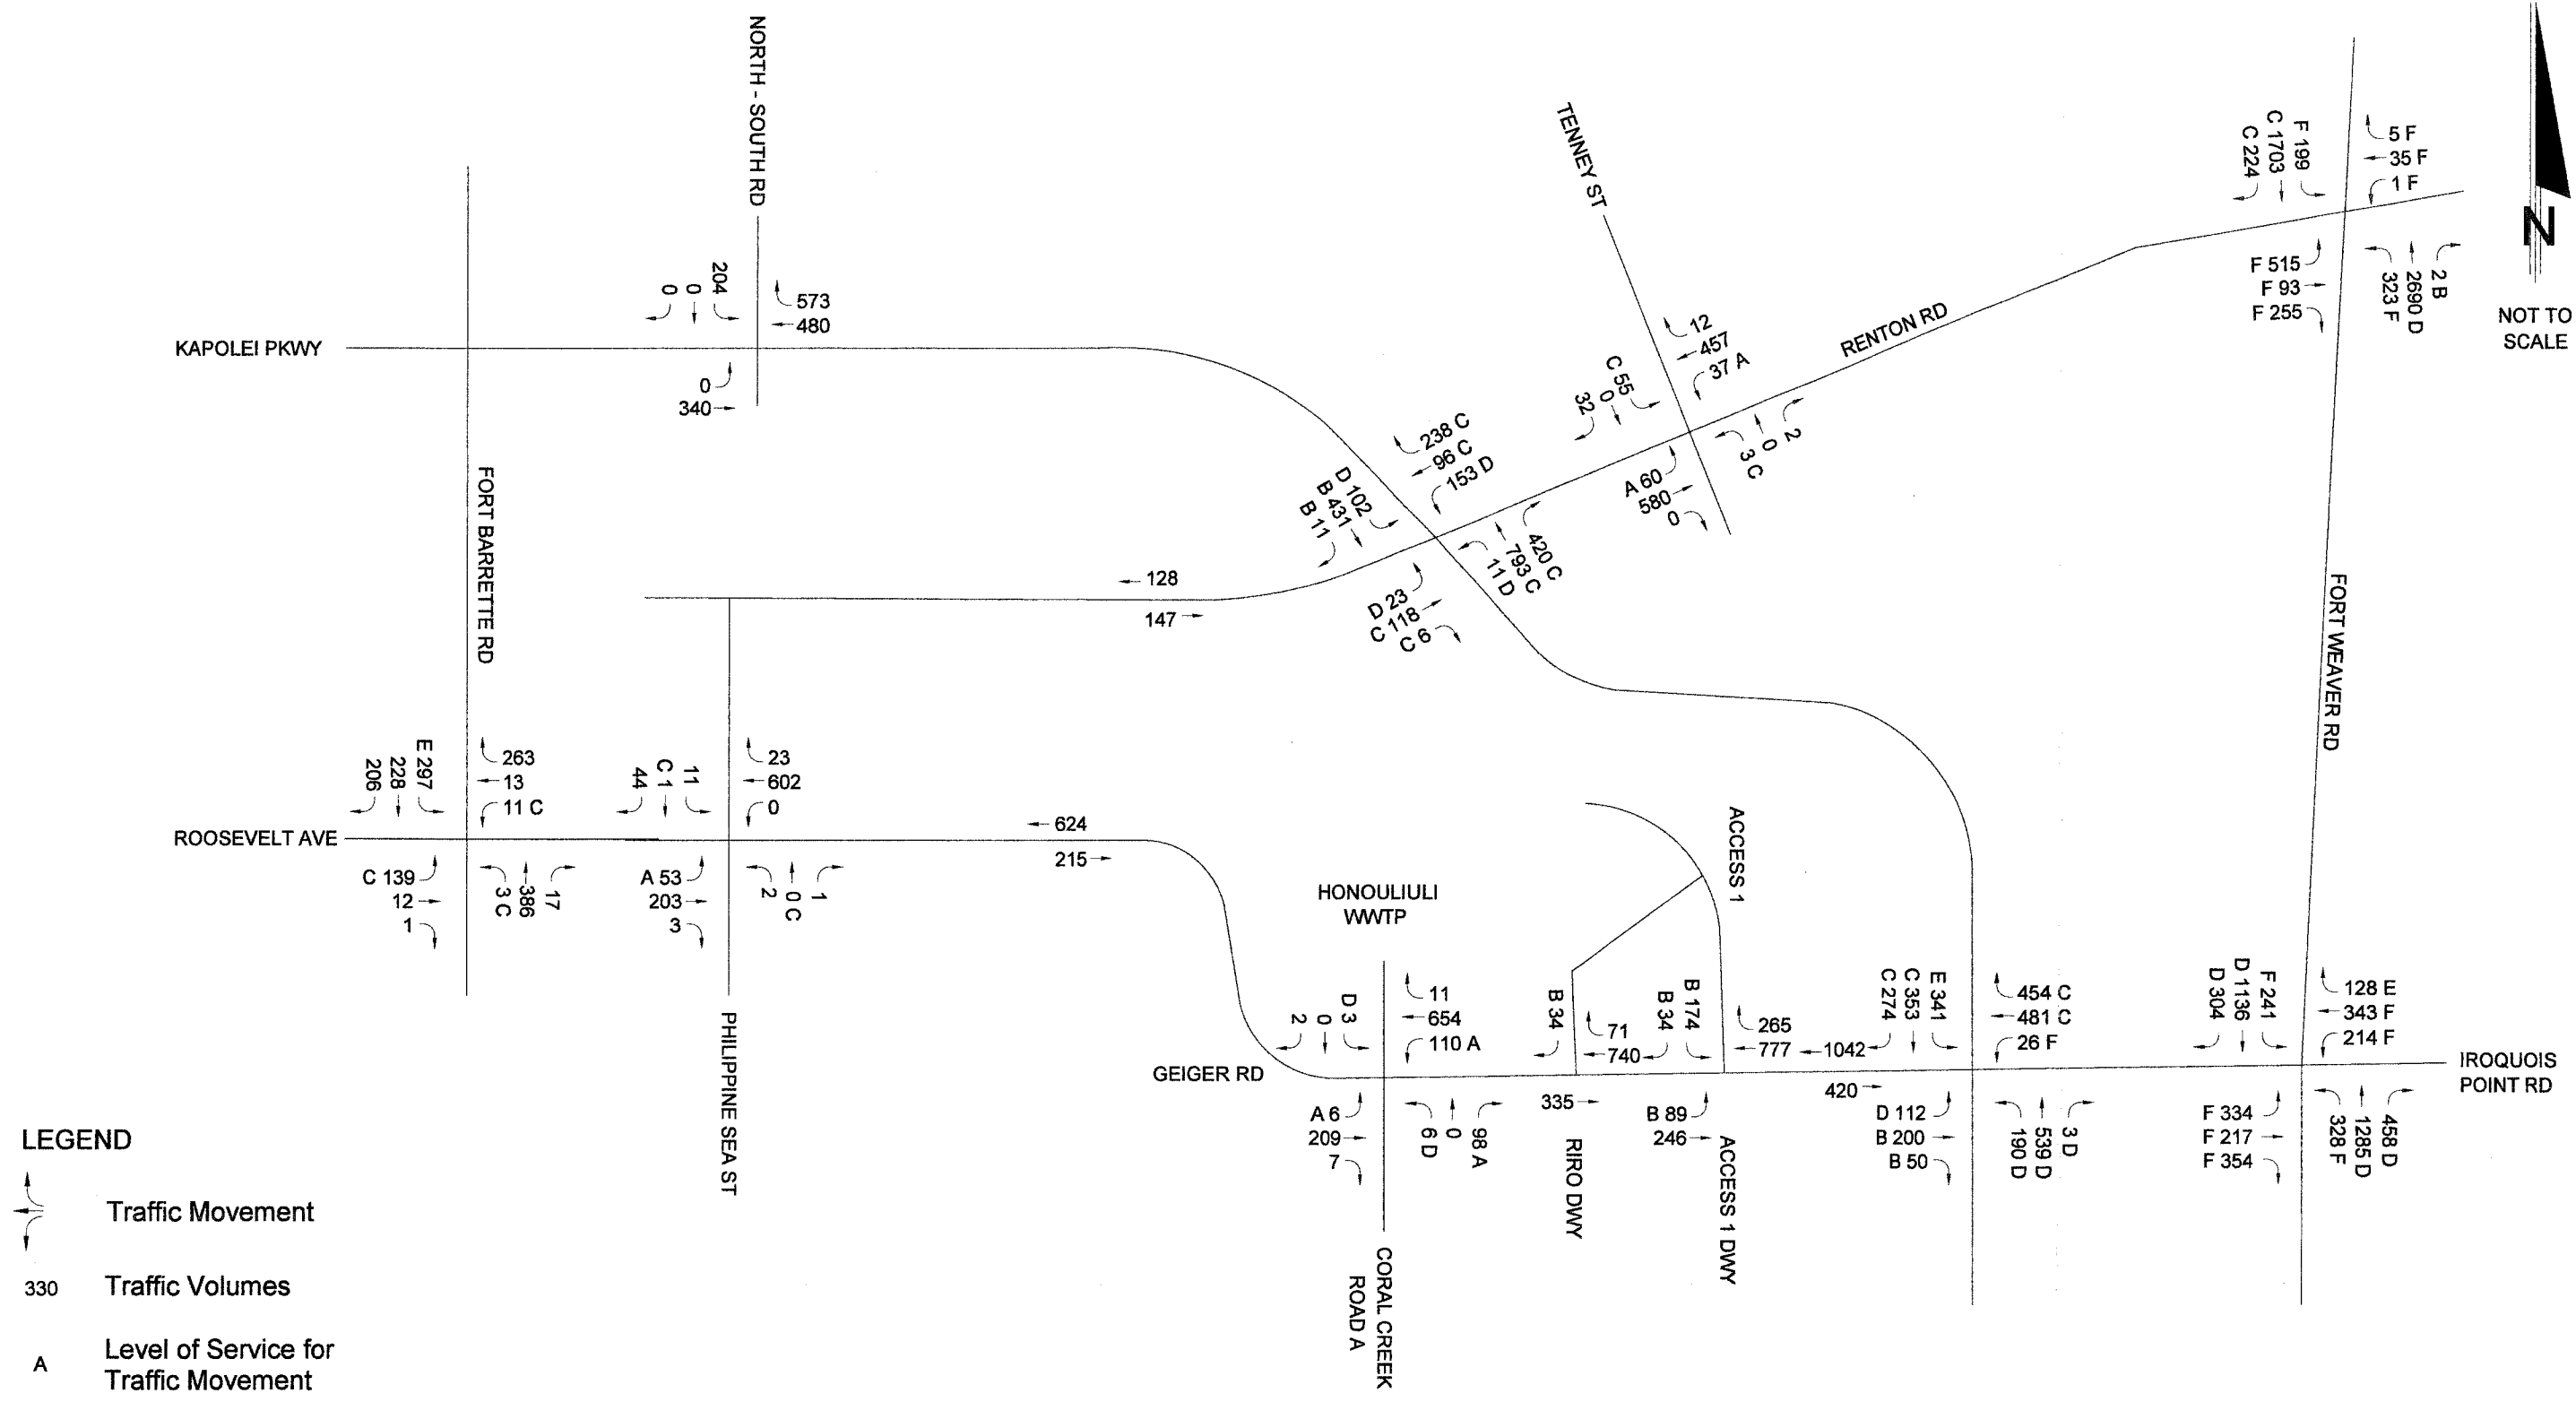 NORTH - SOUTH RD
204
0
0
573
480
KAPOLEI PKWY
0
340
FORT BARRETTE RD
TENNEY ST
C 55
0
32
12
457
37 A
A 60
580
0
2
0
3 C
RENTON RD
F 199
C 1703
C 224
5 F
35 F
1 F
F 515
F 93
F 255
2 B
2690 D
323 F
N
NOT TO
SCALE
D 102
B 431
B 11
238 C
96 C
153 D
D 23
C 118
C 6
420 C
793 C
11 D
128
147
FORT WEAVER RD
E 297
228
206
263
13
11 C
ROOSEVELT AVE
C 139
12
1
17
386
3 C
11
C 1
44
23
602
0
A 53
203
3
1
0 C
2
624
215
PHILIPPINE SEA ST
HONOULIULI
WWTP
D 3
0
2
11
654
110 A
GEIGER RD
A 6
209
7
98 A
0
6 D
CORAL CREEK
ROAD A
ACCESS 1
B 34
71
740
335
RIRO DWY
B 174
B 34
265
777
B 89
246
ACCESS 1 DWY
1042
420
E 341
C 353
C 274
454 C
481 C
26 F
D 112
B 200
B 50
3 D
539 D
190 D
F 241
D 1136
D 304
128 E
343 F
214 F
F 334
F 217
F 354
458 D
1285 D
328 F
IROQUOIS
POINT RD
LEGEND
Traffic Movement
330 Traffic Volumes
A Level of Service for
Traffic Movement